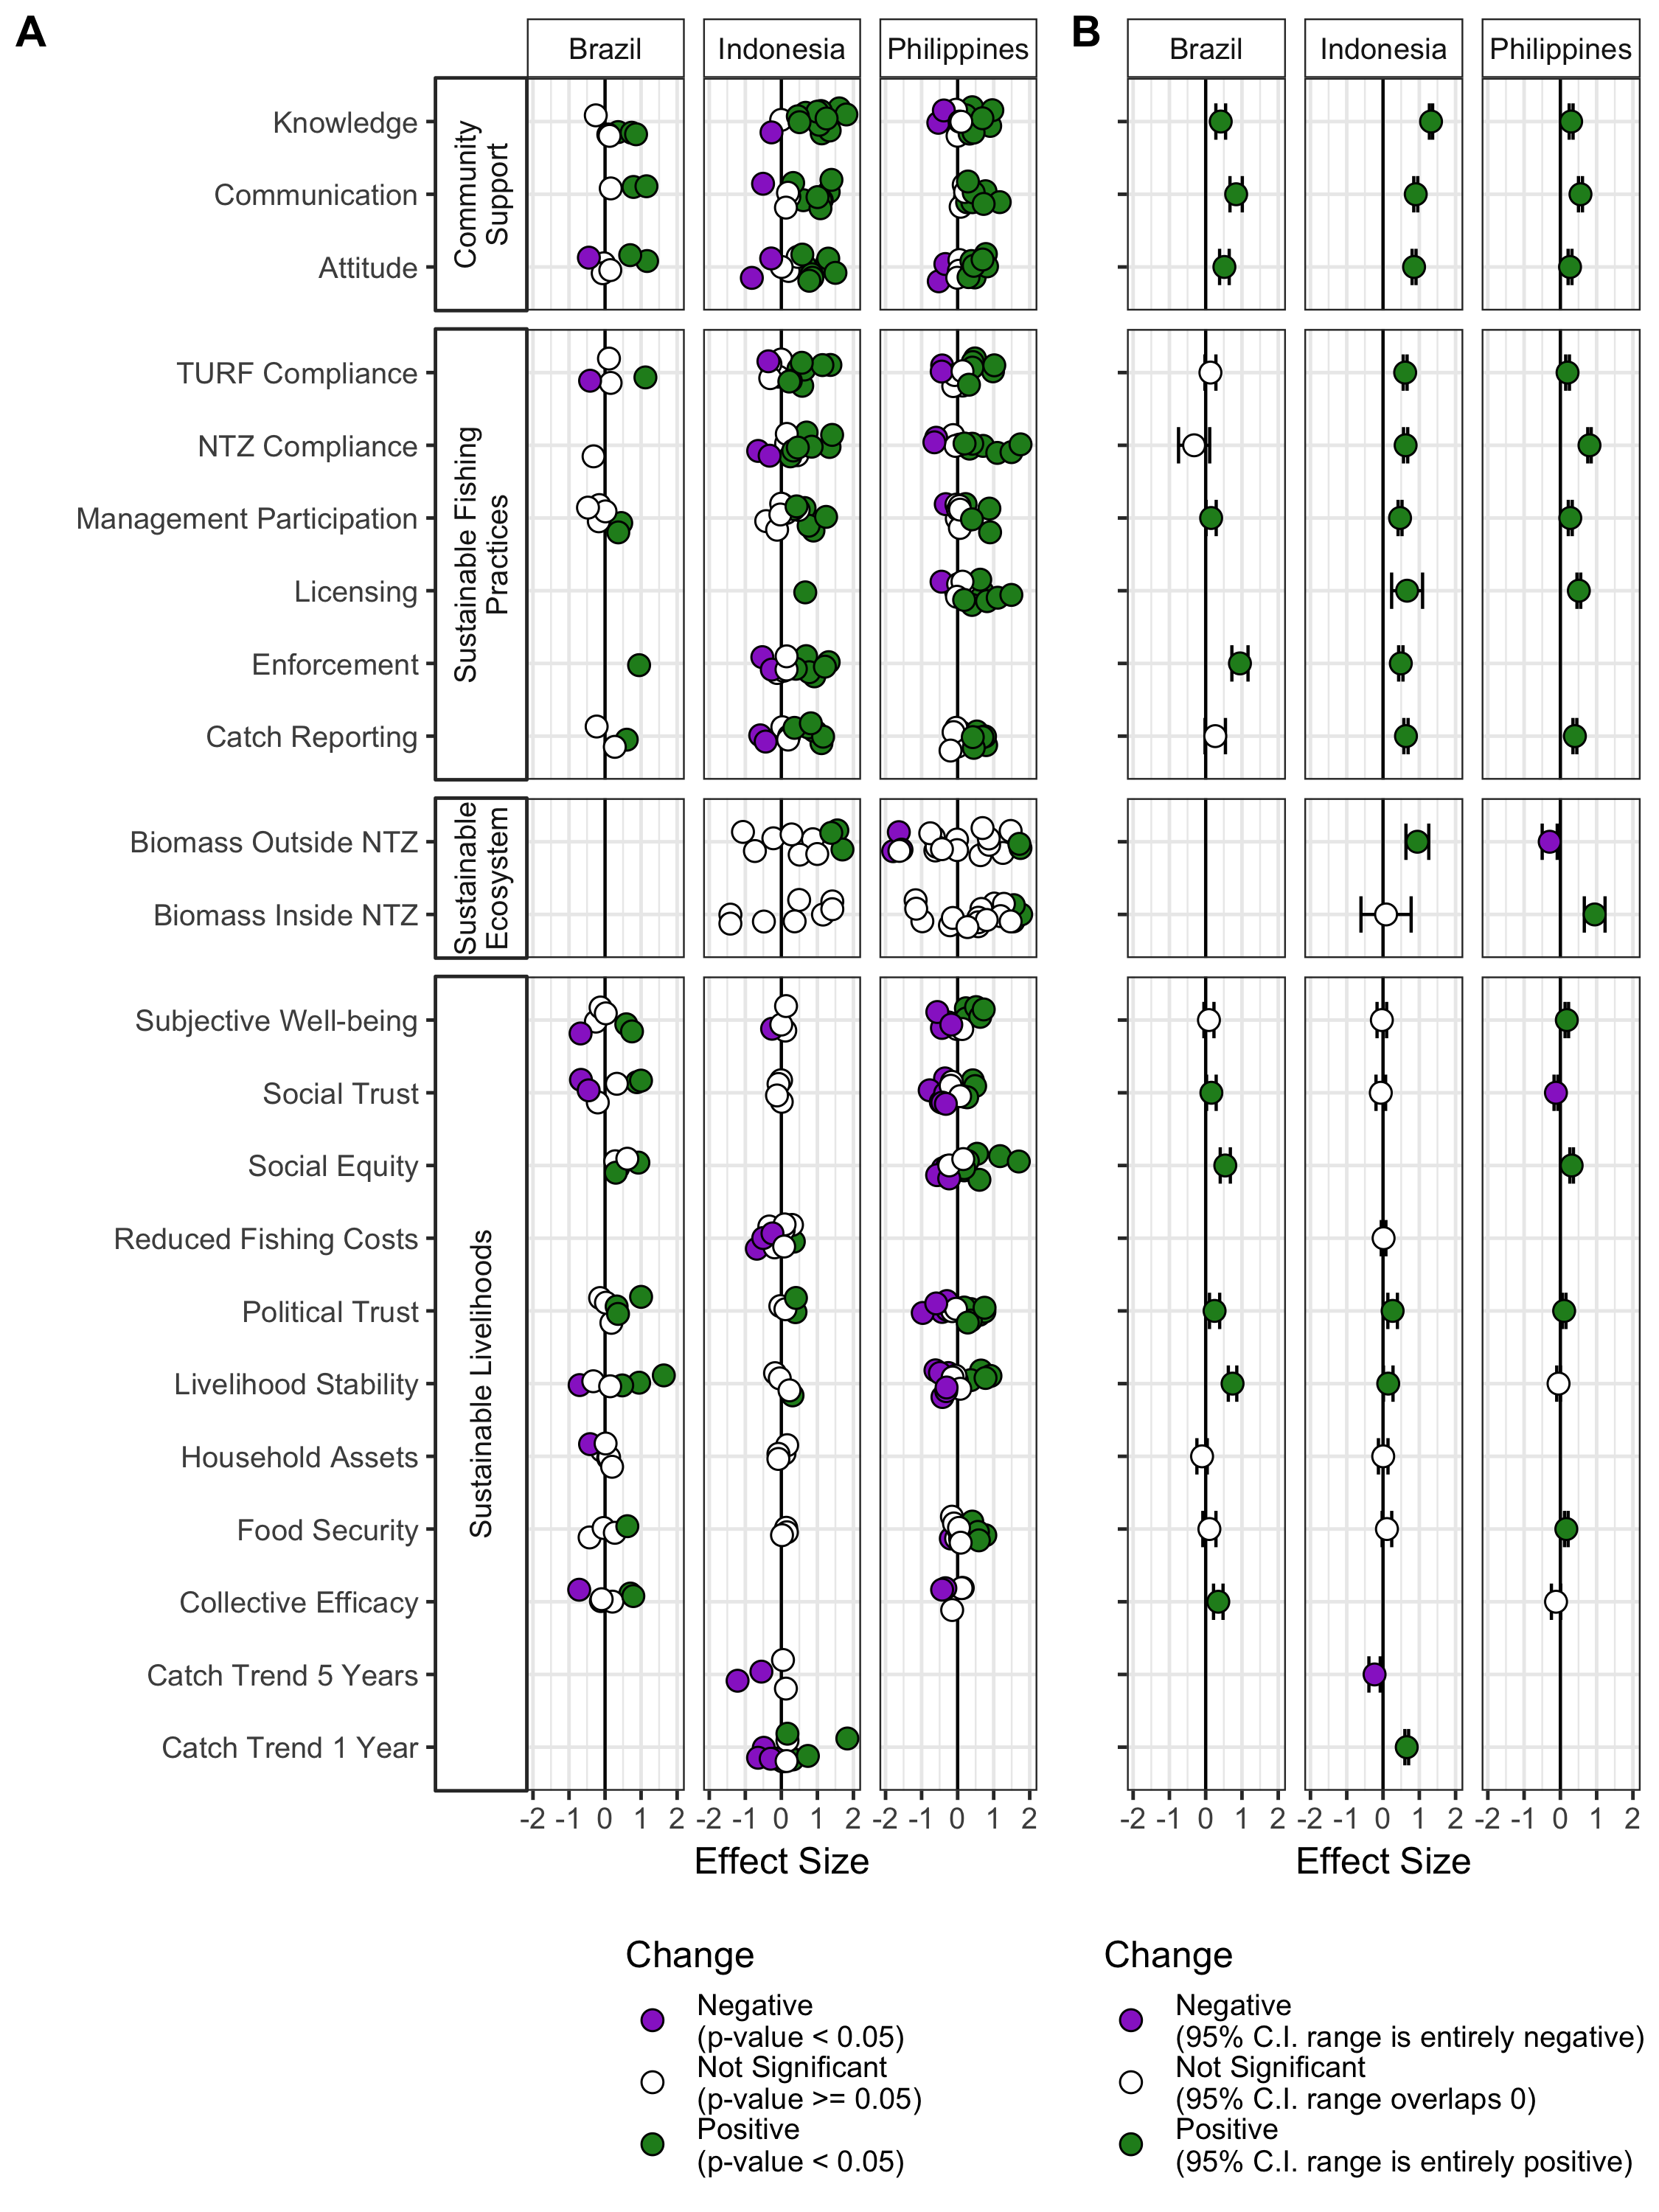 A
B
Brazil
Indonesia
Philippines
Brazil
Indonesia
Philippines
Community
Support
Knowledge
Communication
Attitude
Sustainable Fishing
Practices
TURF Compliance
NTZ Compliance
Management Participation
Licensing
Enforcement
Catch Reporting
Sustainable
Ecosystem
Biomass Outside NTZ
Biomass Inside NTZ
Sustainable Livelihoods
Subjective Well-being
Social Trust
Social Equity
Reduced Fishing Costs
Political Trust
Livelihood Stability
Household Assets
Food Security
Collective Efficacy
Catch Trend 5 Years
Catch Trend 1 Year
-2 -1 0 1 2
-2 -1 0 1 2
-2 -1 0 1 2
-2 -1 0 1 2
-2 -1 0 1 2
-2 -1 0 1 2
Effect Size
Effect Size
Change
Negative
(p-value < 0.05)
Not Significant
(p-value >= 0.05)
Positive
(p-value < 0.05)
Change
Negative
(95% C.I. range is entirely negative)
Not Significant
(95% C.I. range overlaps 0)
Positive
(95% C.I. range is entirely positive)